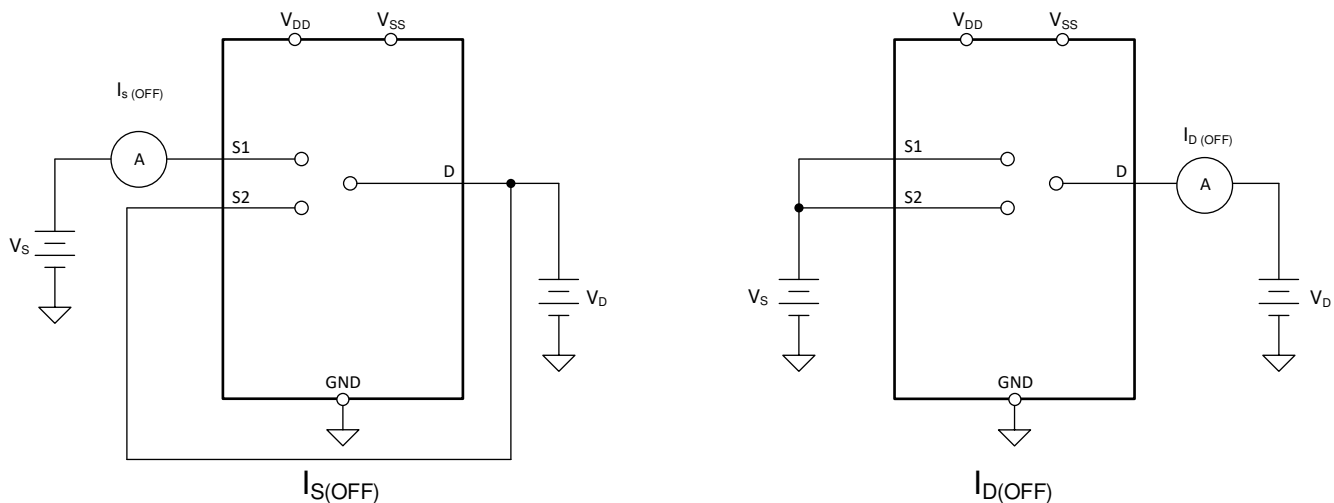 VDD VSS
Is (OFF)
A
S1
D
S2
VS
VD
GND
IS(OFF)
VDD VSS
ID (OFF)
S1
D
A
S2
VS
VD
GND
ID(OFF)